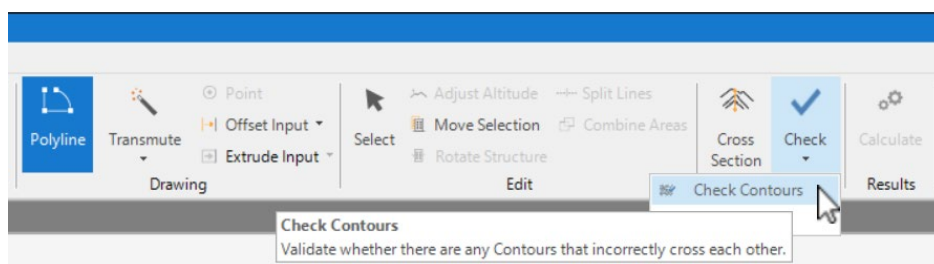 Polyline
Transmute
Point
Offset Input
Extrude Input
Drawing
Select
Adjust Altitude
Split Lines
Move Selection
Combine Areas
Rotate Structure
Edit
Cross
Section
Check
Calculate
Results
Check Contours
Check Contours
Validate whether there are any Contours that incorrectly cross each other.